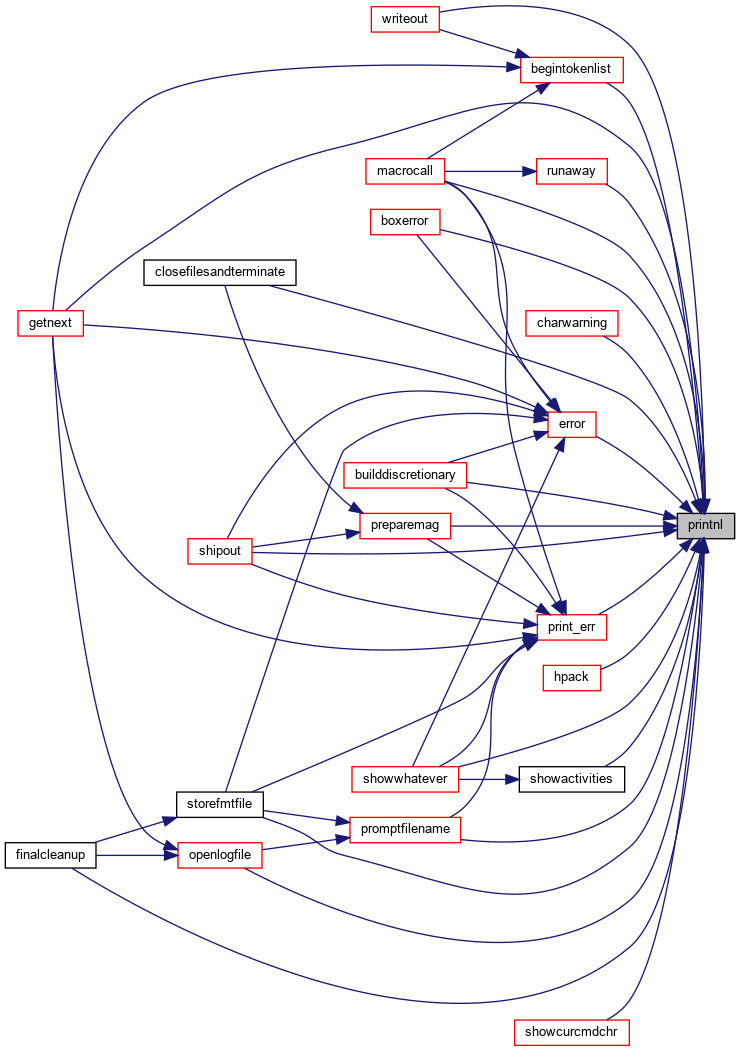 writeout
begintokenlist
macrocall
runaway
boxerror
closefilesandterminate
getnext
charwarning
error
builddiscretionary
preparemag
printnl
shipout
print_err
hpack
showwhatever
showactivities
storefmtfile
promptfilename
finalcleanup
openlogfile
showcurcmdchr